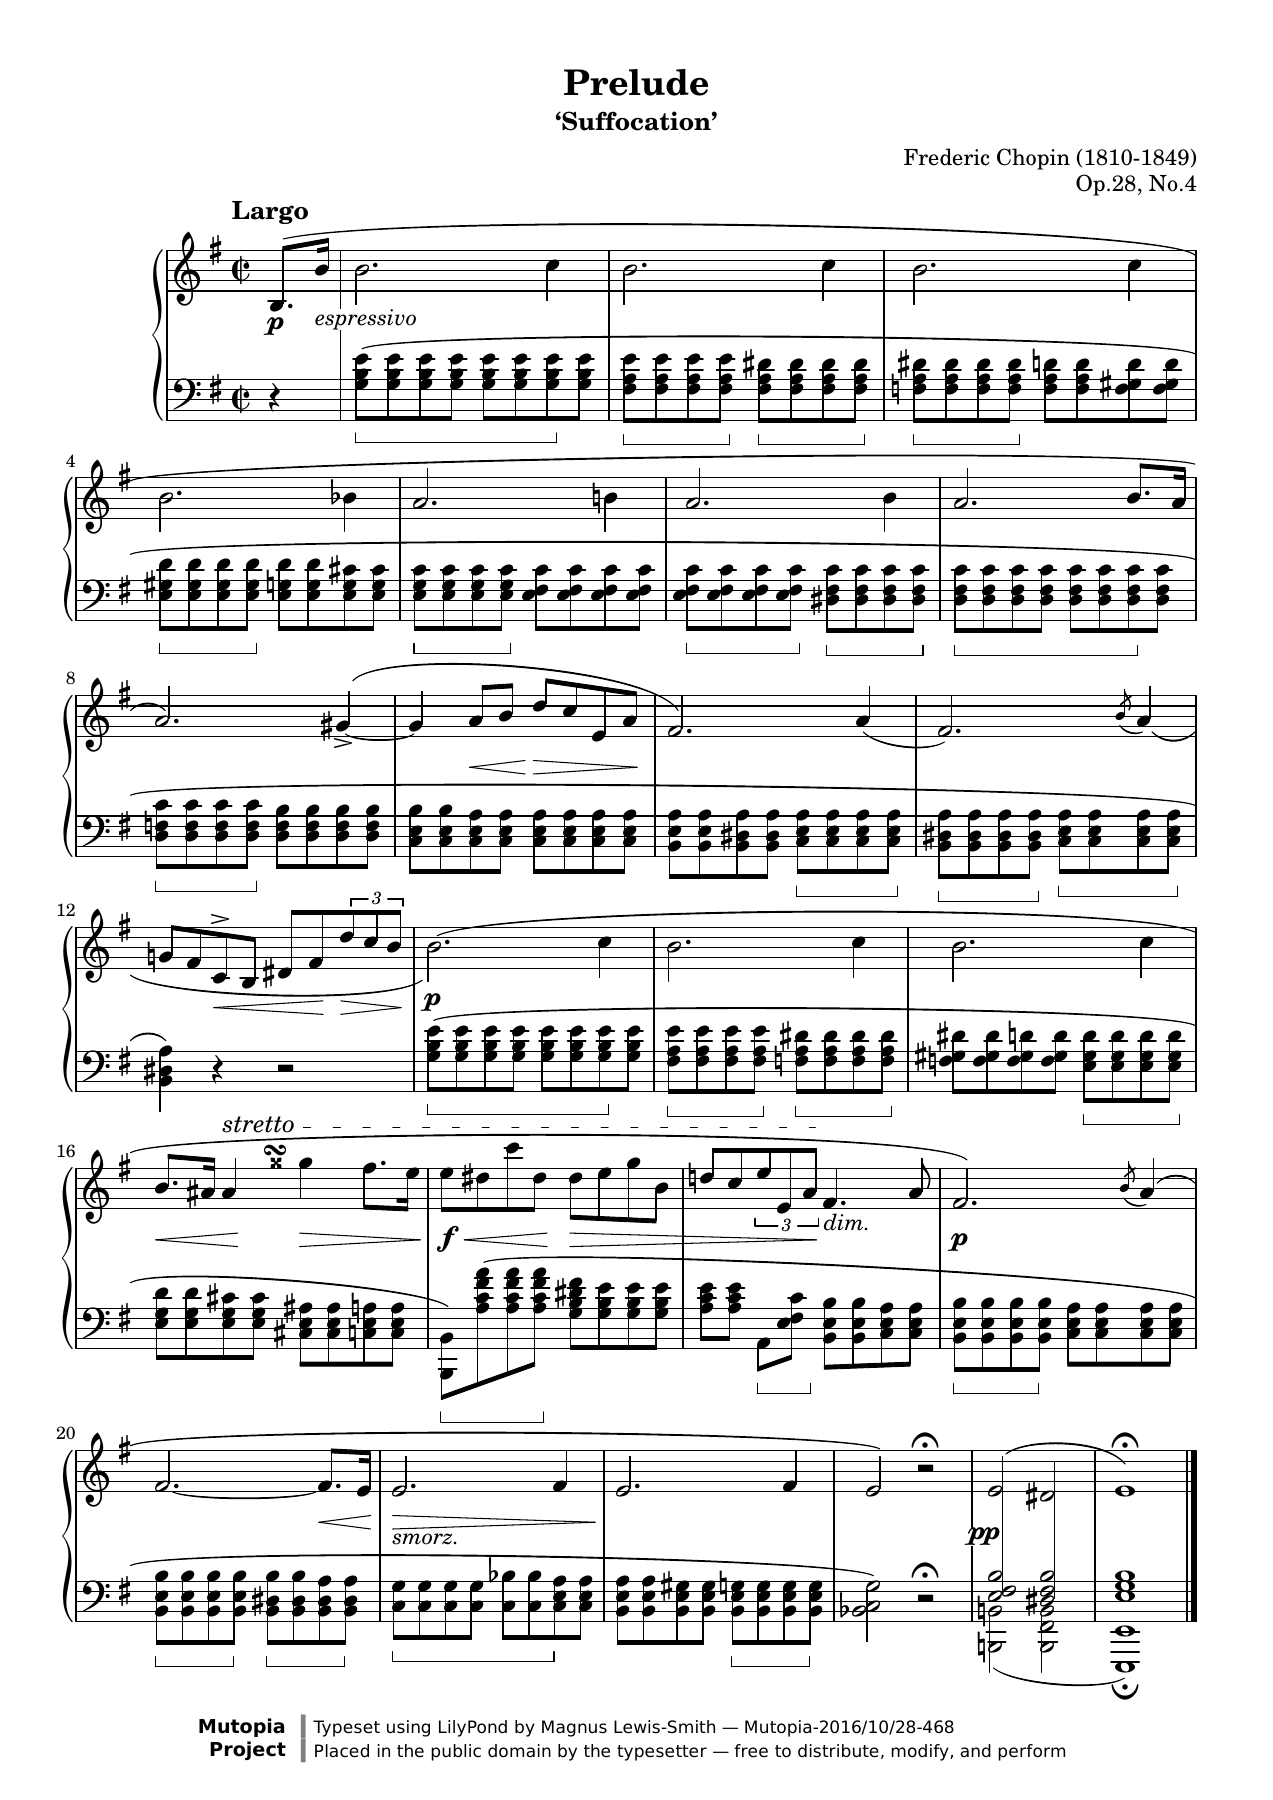 Prelude
‘Suffocation’
Frederic Chopin (1810-1849)
Op.28, No.4
Largo
p espressivo
4
8
12
3
p
stretto
16
f
3
dim.
p
20
smorz.
pp
Mutopia Typeset using LilyPond by Magnus Lewis-Smith — Mutopia-2016/10/28-468
Project Placed in the public domain by the typesetter — free to distribute, modify, and perform